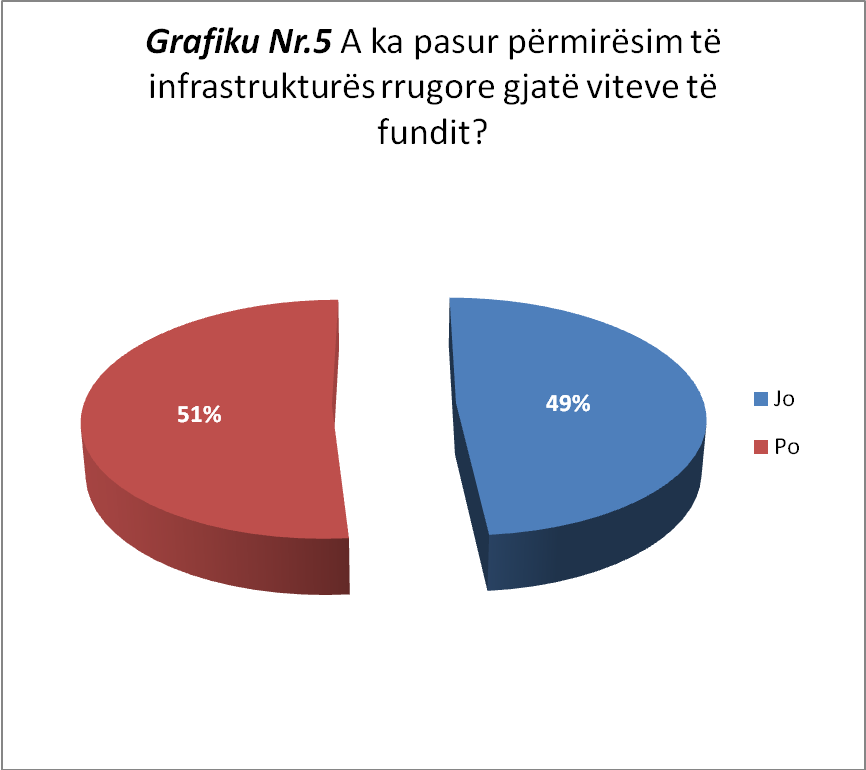 Grafiku Nr.5 A ka pasur përmirësim të
infrastrukturës rrugore gjatë viteve të
fundit?
51%
49%
Jo
Po